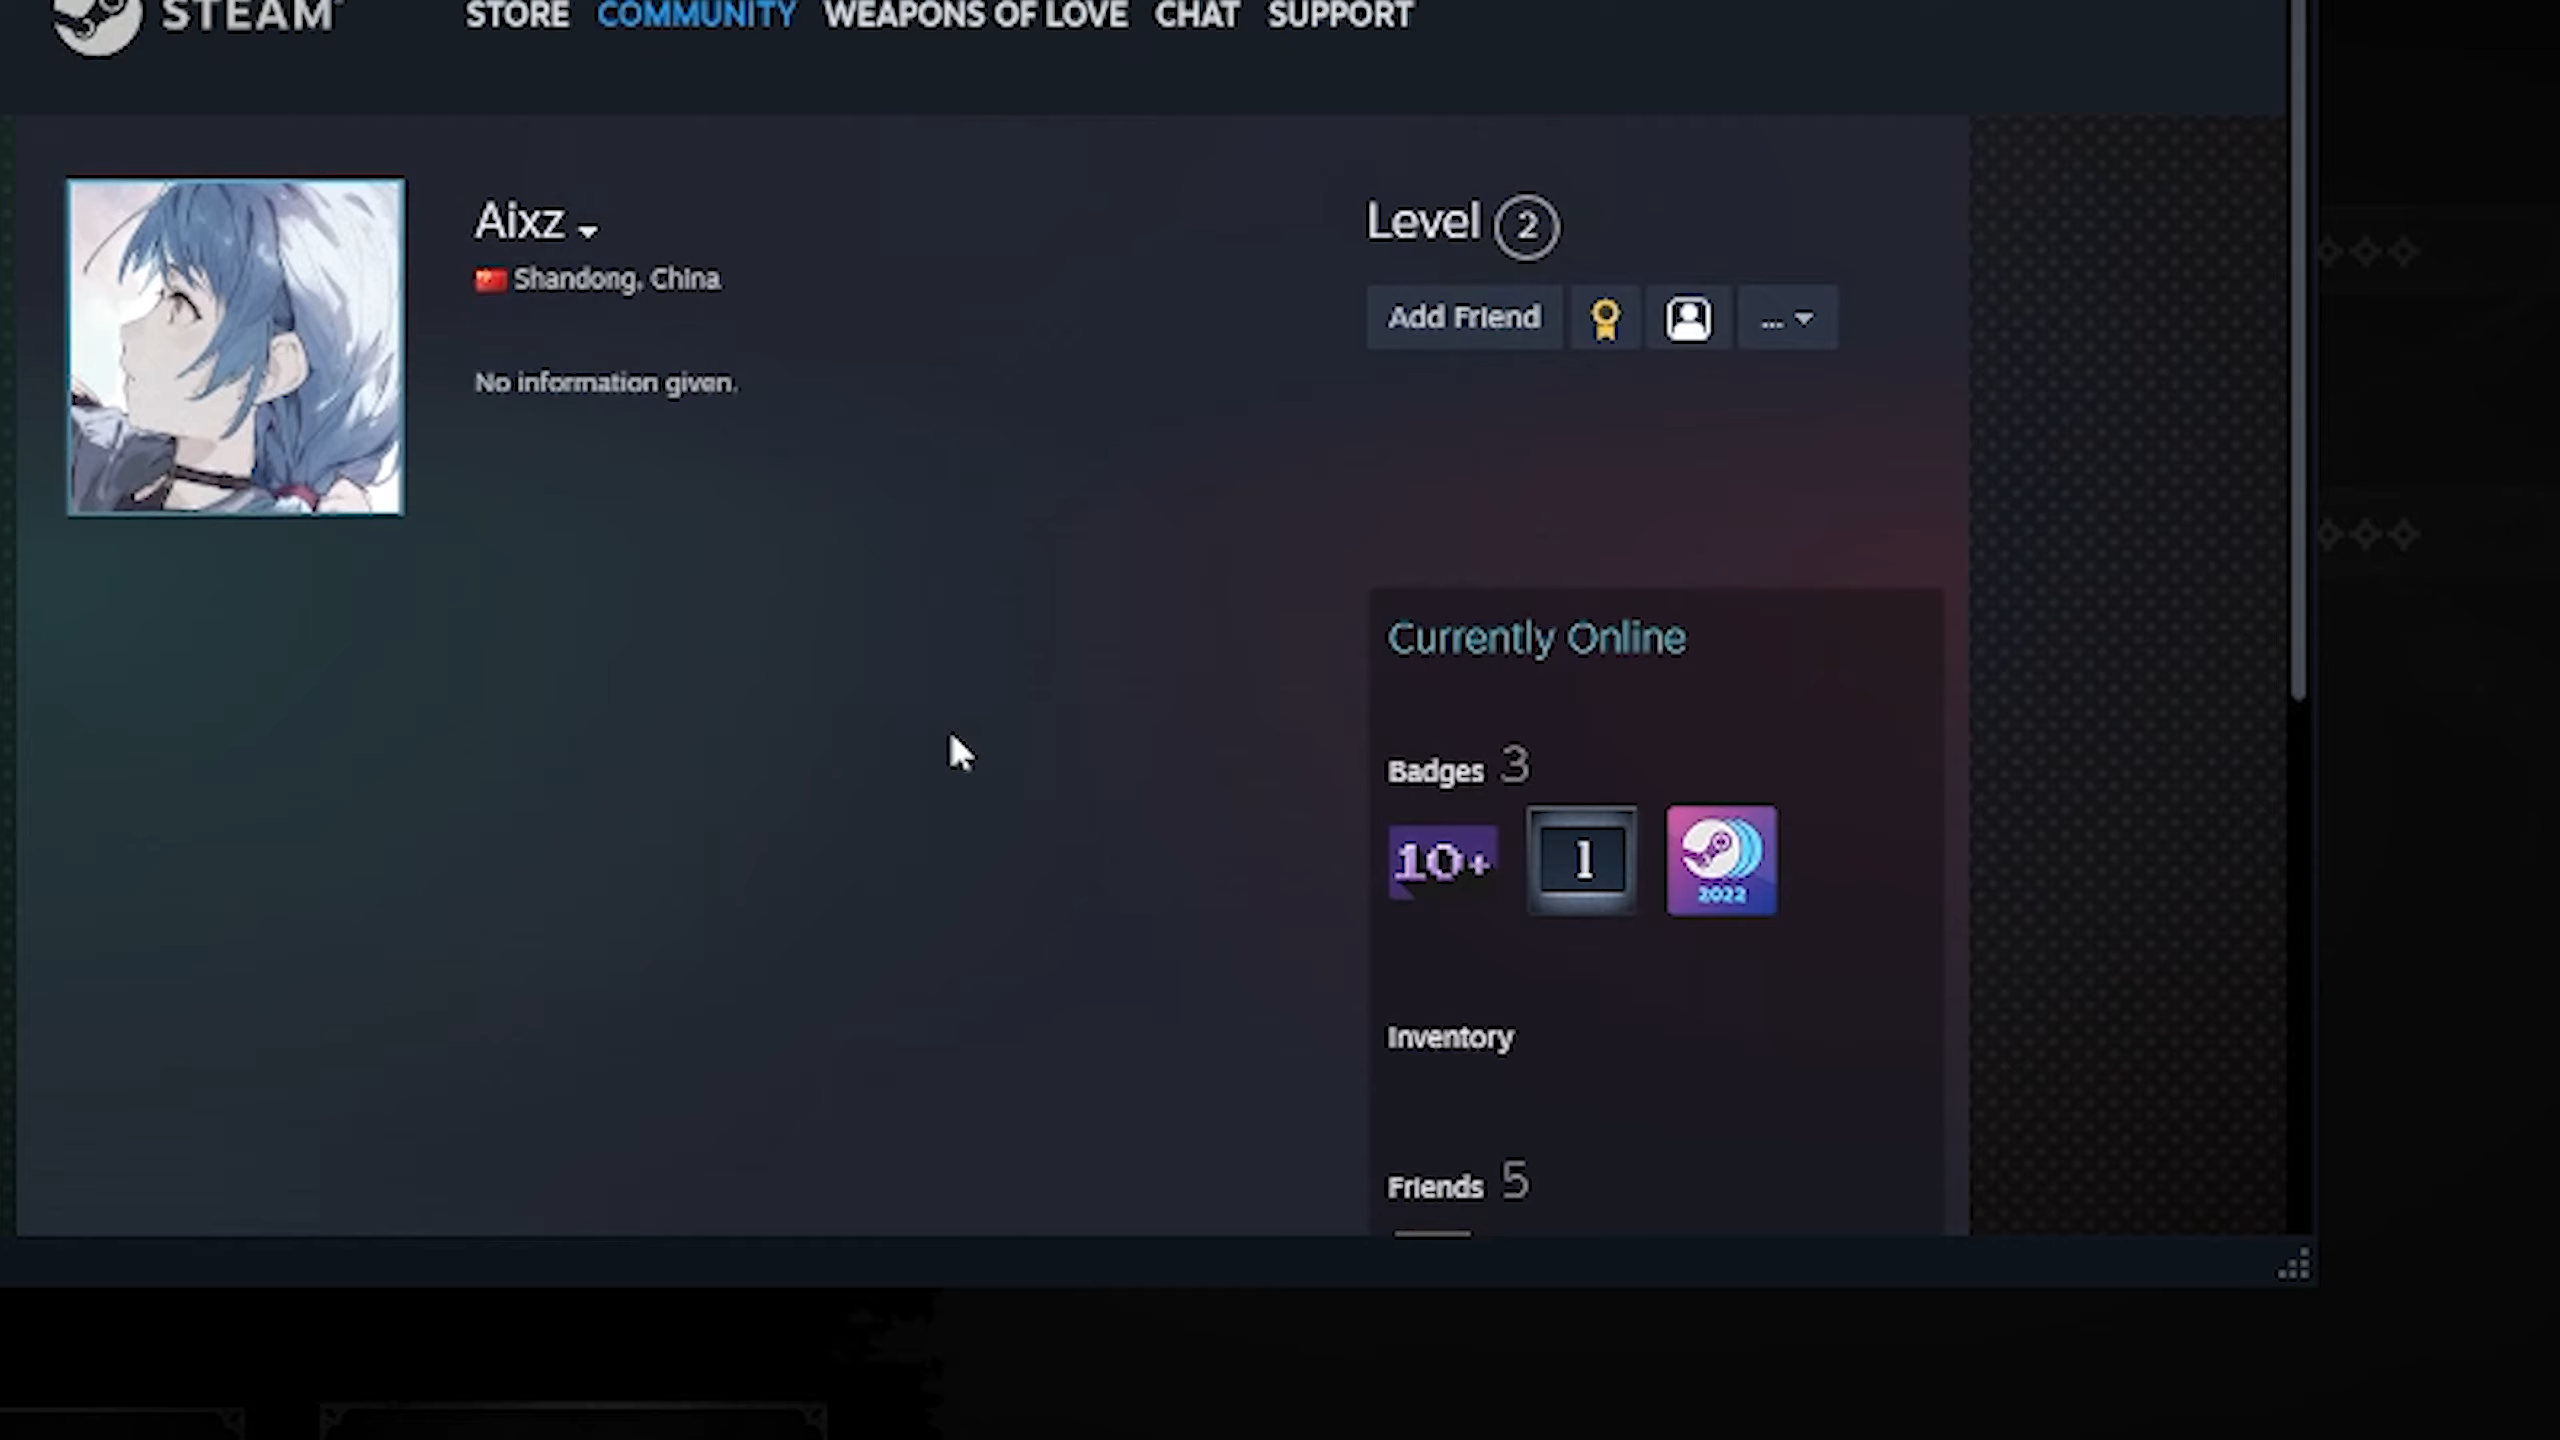 STEAM
STORE COMMUNITY WEAPONS OF LOVE CHAT SUPPORT
Aixz
Shandong, China
No information given.
Level 2
Add Friend
...
Currently Online
Badges 3
10+
1
2022
Inventory
Friends 5